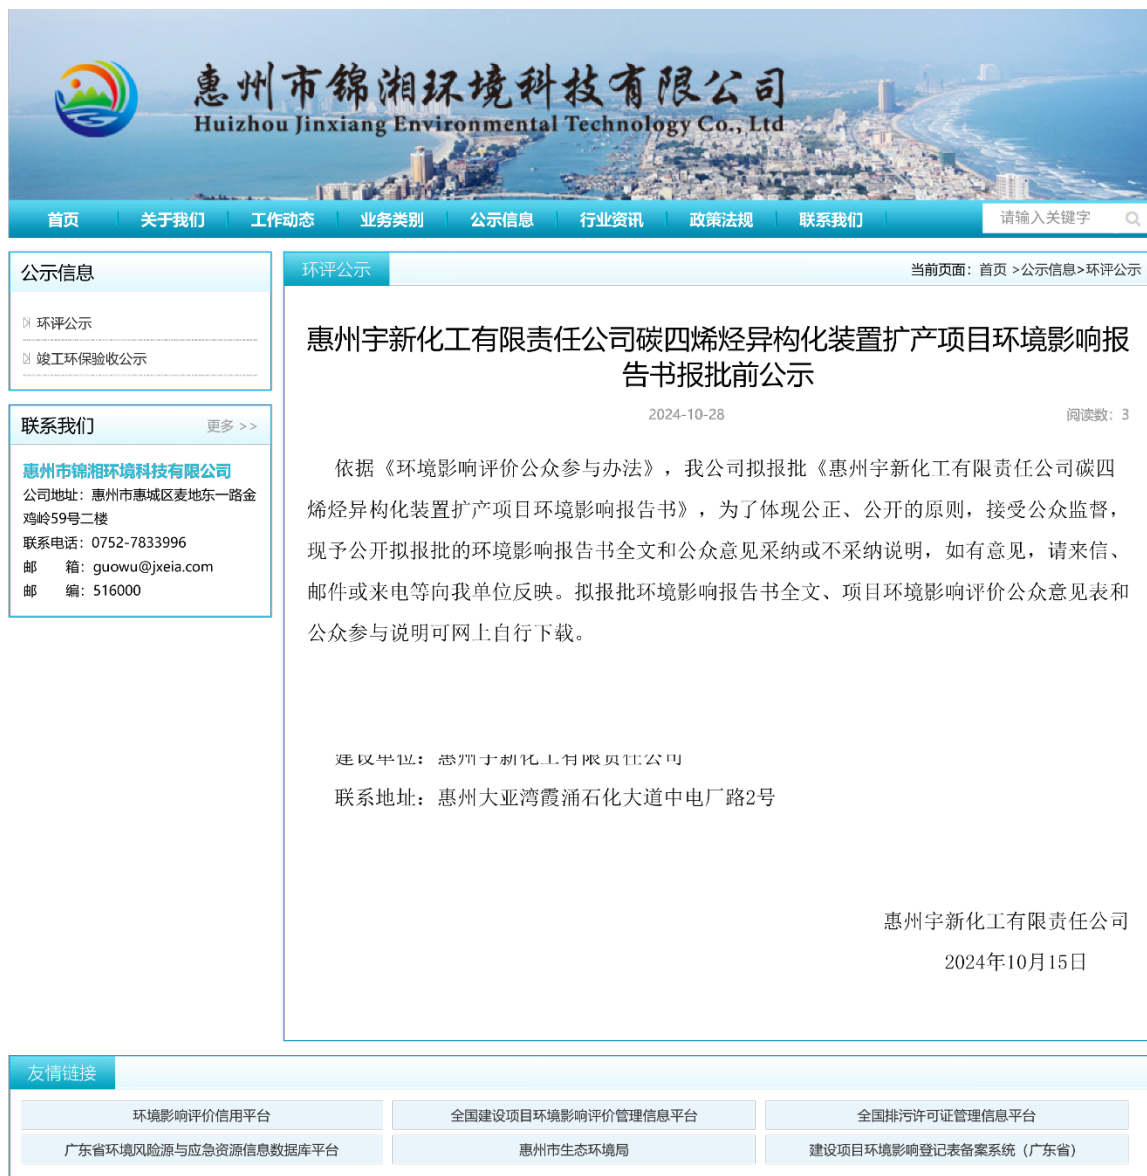 惠州市锦湘环境科技有限公司
Huizhou Jinxiang Environmental Technology Co., Ltd
首页 关于我们 工作动态 业务类别 公示信息 行业资讯 政策法规 联系我们 请输入关键字
公示信息
环评公示
竣工环保验收公示
联系我们 更多 >>
惠州市锦湘环境科技有限公司
公司地址：惠州市惠城区麦地东一路金
鸡岭59号二楼
联系电话：0752-7833996
邮 箱：guowu@jxeia.com
邮 编：516000
环评公示 当前页面：首页 >公示信息>环评公示
惠州宇新化工有限责任公司碳四烯烃异构化装置扩产项目环境影响报
告书报批前公示
2024-10-28 阅读数：3
依据《环境影响评价公众参与办法》，我公司拟报批《惠州宇新化工有限责任公司碳四
烯烃异构化装置扩产项目环境影响报告书》，为了体现公正、公开的原则，接受公众监督，
现予公开拟报批的环境影响报告书全文和公众意见采纳或不采纳说明，如有意见，请来信、
邮件或来电等向我单位反映。拟报批环境影响报告书全文、项目环境影响评价公众意见表和
公众参与说明可网上自行下载。
建设单位：惠州宇新化工有限责任公司
联系地址：惠州大亚湾霞涌石化大道中电厂路2号
惠州宇新化工有限责任公司
2024年10月15日
友情链接
环境影响评价信用平台 全国建设项目环境影响评价管理信息平台 全国排污许可证管理信息平台
广东省环境风险源与应急资源信息数据库平台 惠州市生态环境局 建设项目环境影响登记表备案系统（广东省）